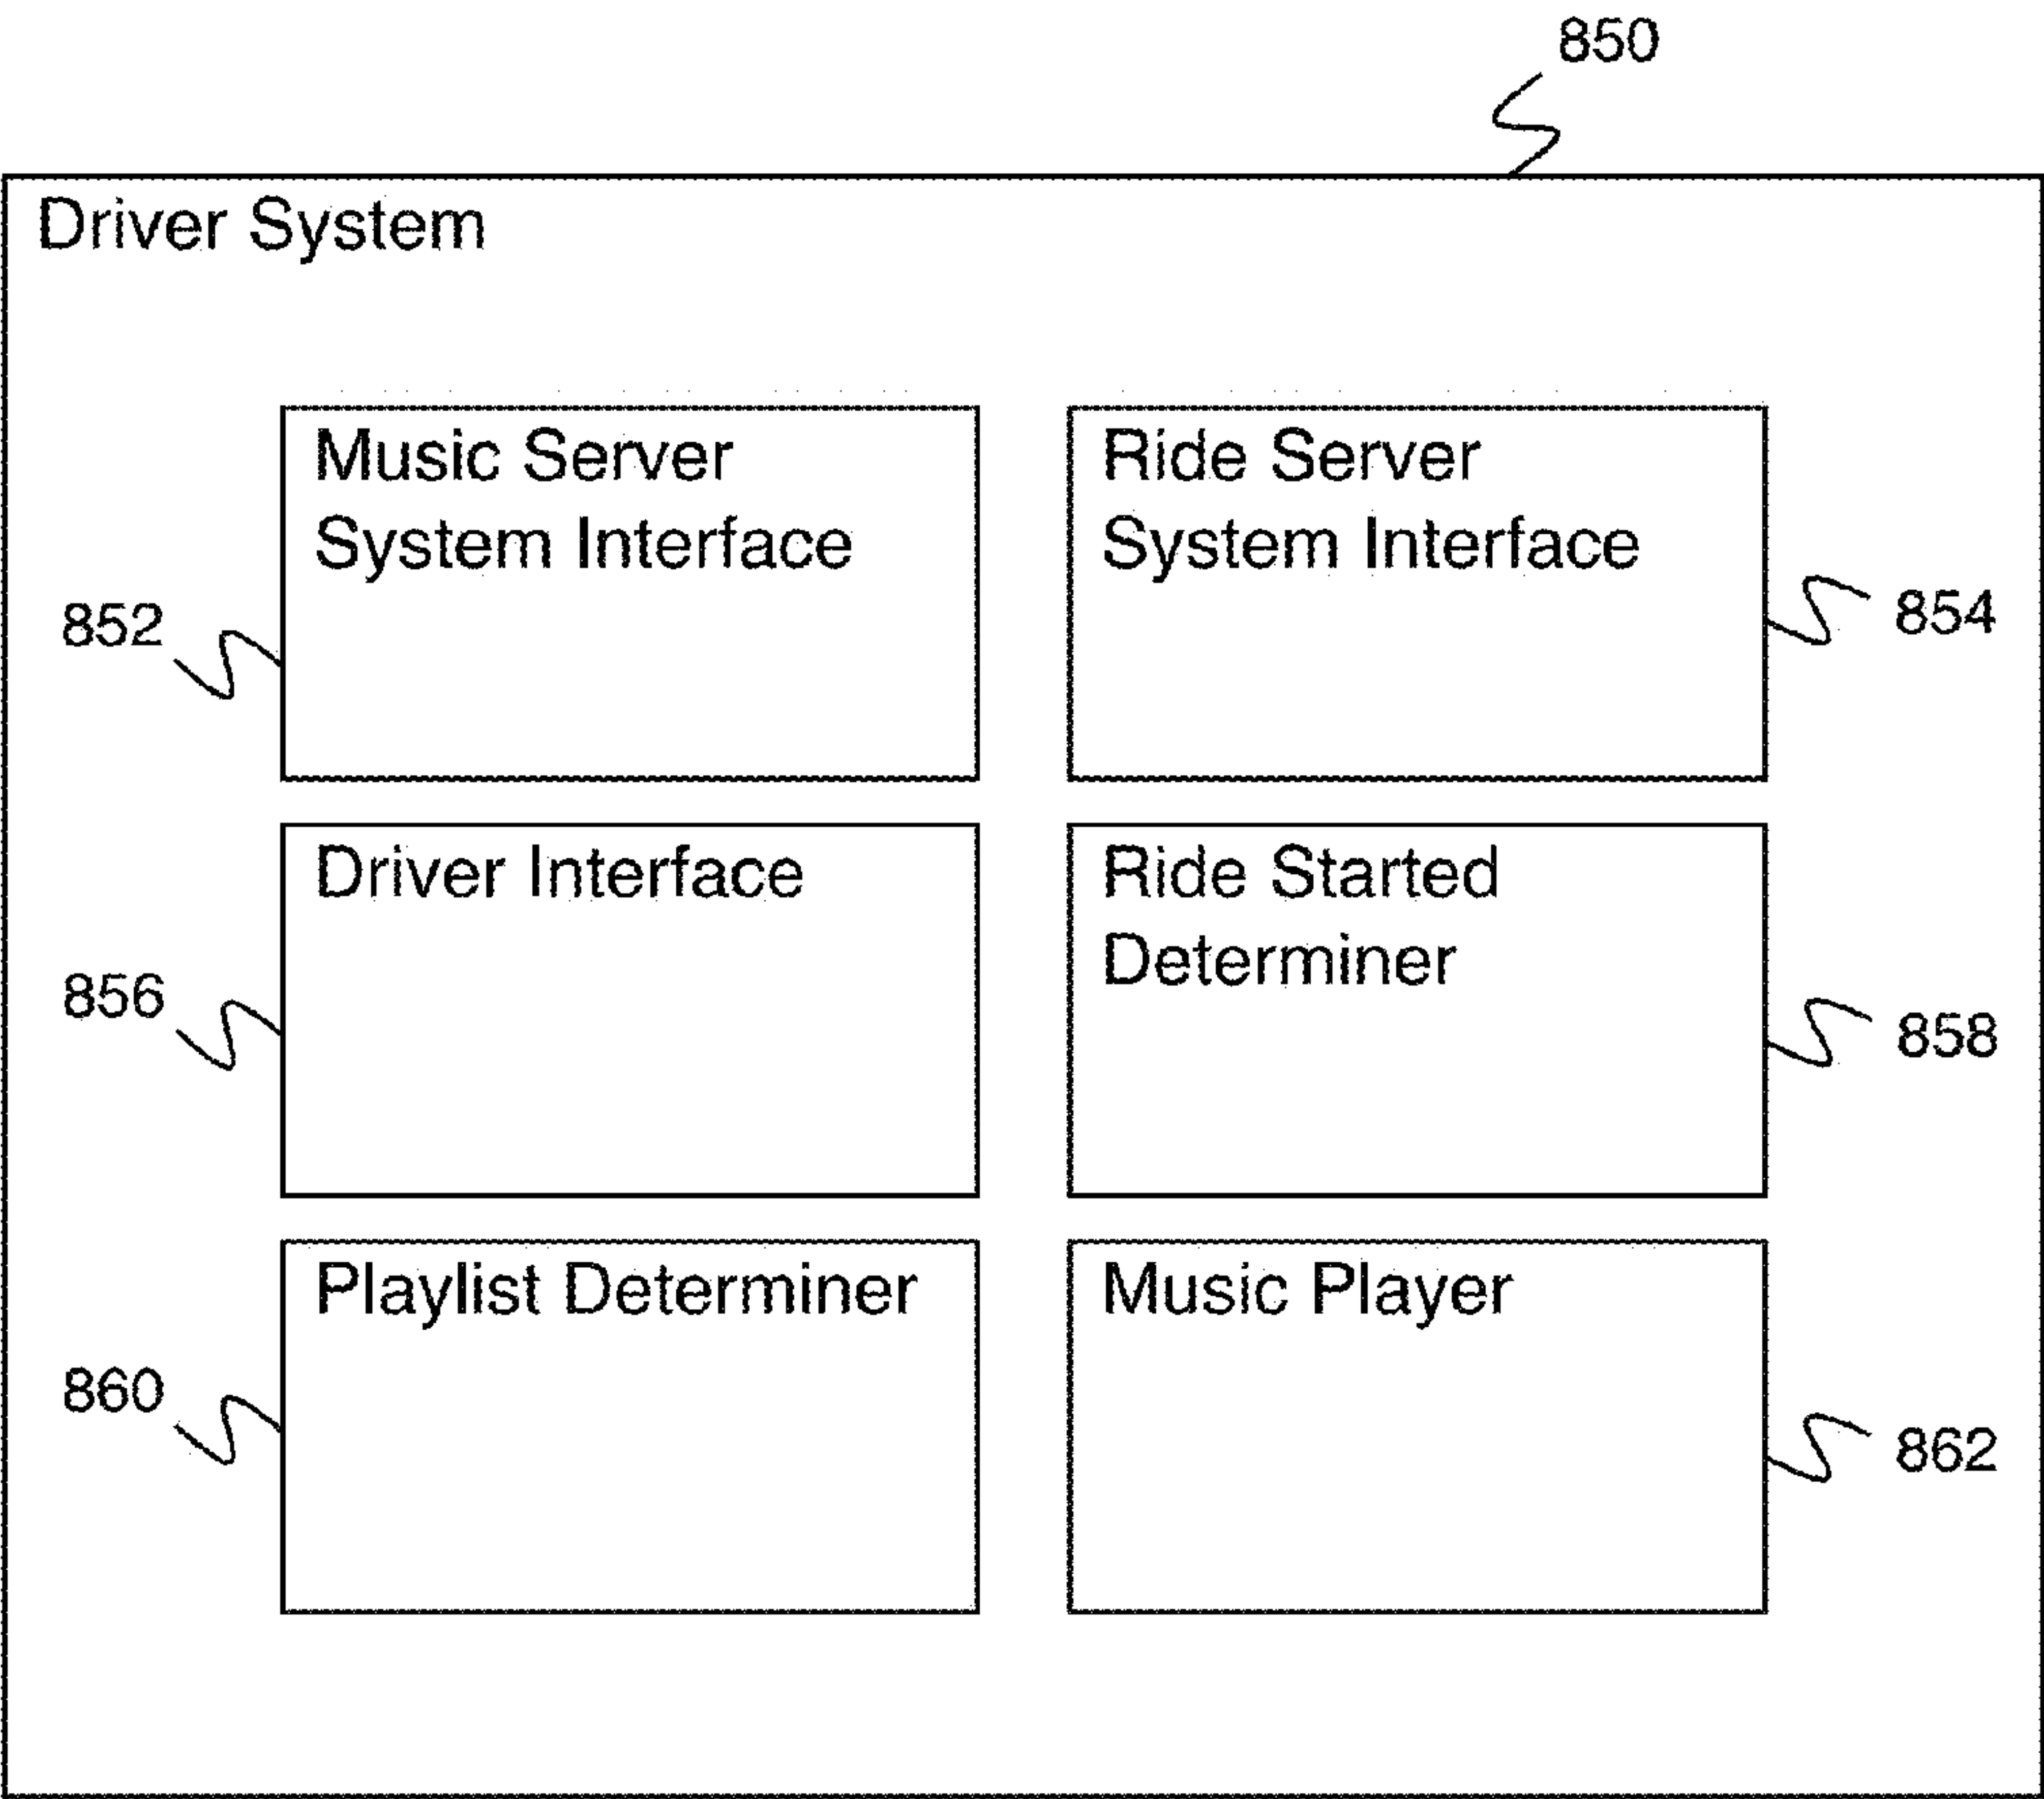 850
Driver System
Music Server
System Interface
852
Ride Server
System Interface
854
Driver Interface
856
Ride Started
Determiner
858
Playlist Determiner
860
Music Player
862